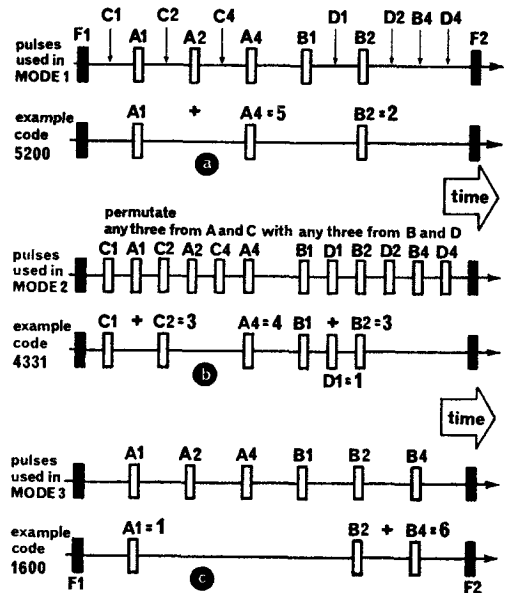 F1 C1 A1 C2 A2 C4 A4 B1 D1 B2 D2 B4 D4 F2
pulses
used in
MODE 1
example
code
5200
A1 + A4=5 B2=2
a
time
permutate
any three from A and C with any three from B and D
pulses
used in
MODE 2
C1 A1 C2 A2 C4 A4 B1 D1 B2 D2 B4 D4
example
code
4331
C1 + C2=3 A4=4 B1 + B2=3
D1=1
b
time
pulses
used in
MODE 3
A1 A2 A4 B1 B2 B4
example
code
1600
A1=1 B2 + B4=6
F1 c F2